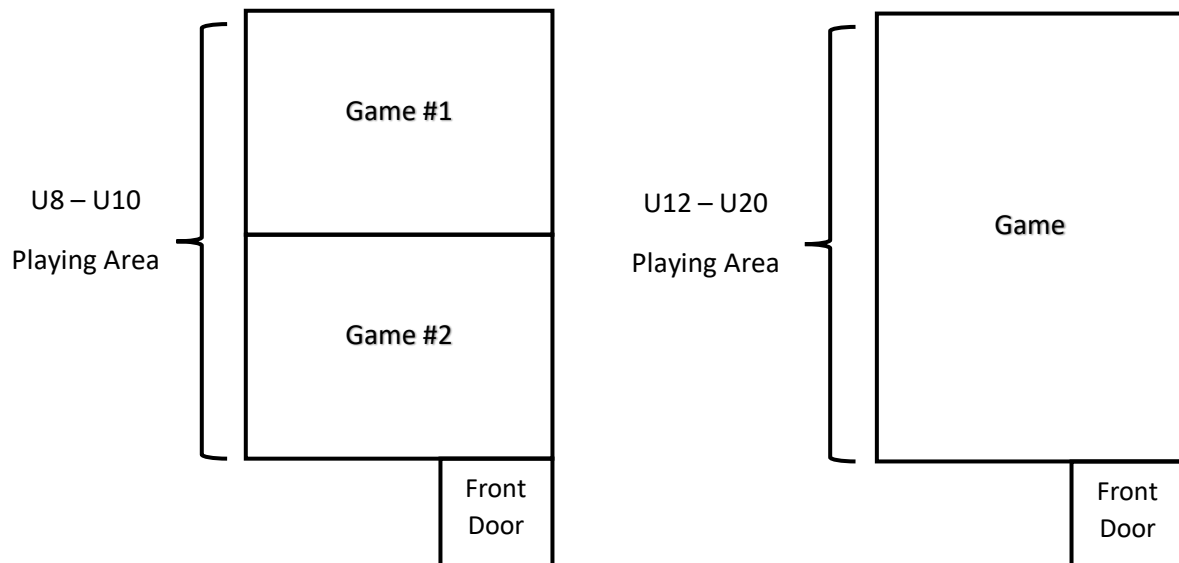 Game #1
U8 – U10
Playing Area
Game #2
Front
Door
U12 – U20
Playing Area
Game
Front
Door